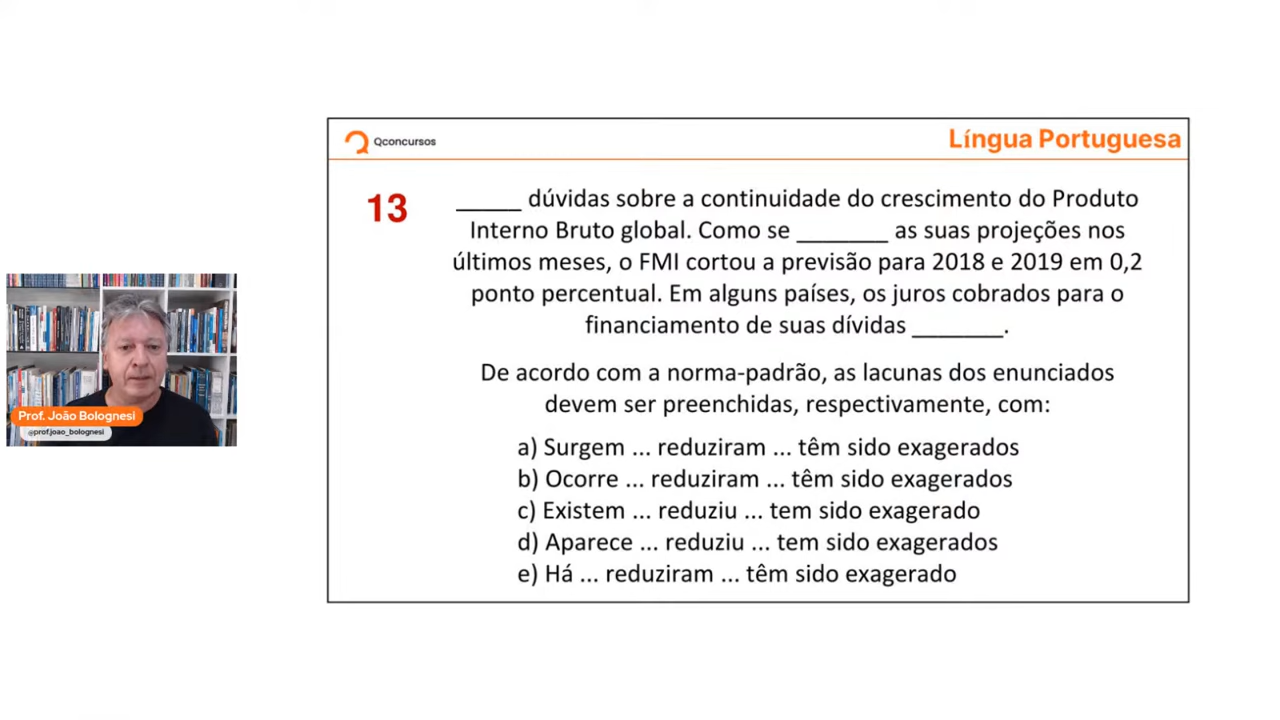 Qconcursos
Língua Portuguesa
13
_____ dúvidas sobre a continuidade do crescimento do Produto
Interno Bruto global. Como se _______ as suas projeções nos
últimos meses, o FMI cortou a previsão para 2018 e 2019 em 0,2
ponto percentual. Em alguns países, os juros cobrados para o
financiamento de suas dívidas _______.
De acordo com a norma-padrão, as lacunas dos enunciados
devem ser preenchidas, respectivamente, com:
a) Surgem ... reduziram ... têm sido exagerados
b) Ocorre ... reduziram ... têm sido exagerados
c) Existem ... reduziu ... tem sido exagerado
d) Aparece ... reduziu ... tem sido exagerados
e) Há ... reduziram ... têm sido exagerado
Prof. João Bolognesi
@prof.joao_bolognesi